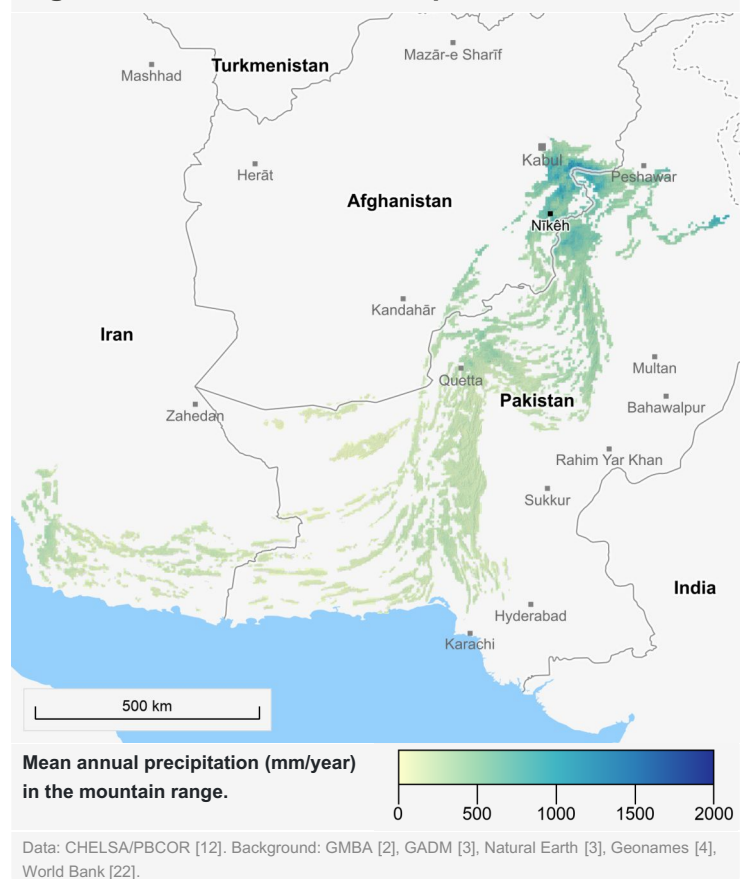 Turkmenistan
Mazār-e Sharīf
Mashhad
Kabul
Peshawar
Herāt
Afghanistan
Nīkêh
Kandahār
Iran
Multan
Quetta
Pakistan
Bahawalpur
Zahedan
Rahim Yar Khan
Sukkur
India
Hyderabad
Karachi
500 km
Mean annual precipitation (mm/year)
in the mountain range.
0 500 1000 1500 2000
Data: CHELSA/PBCOR [12]. Background: GMBA [2], GADM [3], Natural Earth [3], Geonames [4],
World Bank [22].